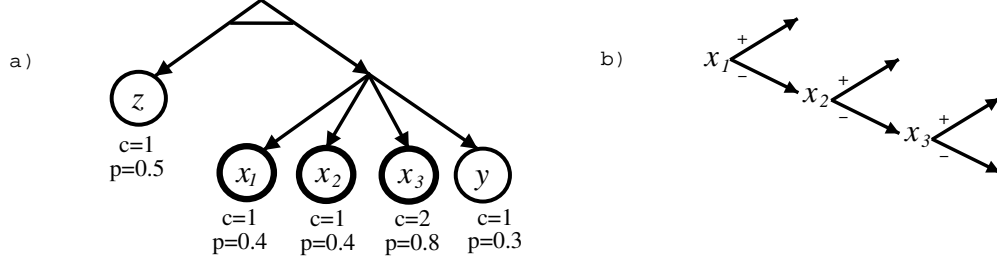 a)
z
c=1
p=0.5
x1 x2 x3 y
c=1 c=1 c=2 c=1
p=0.4 p=0.4 p=0.8 p=0.3
b)
x1 + −
x2 + −
x3 + −